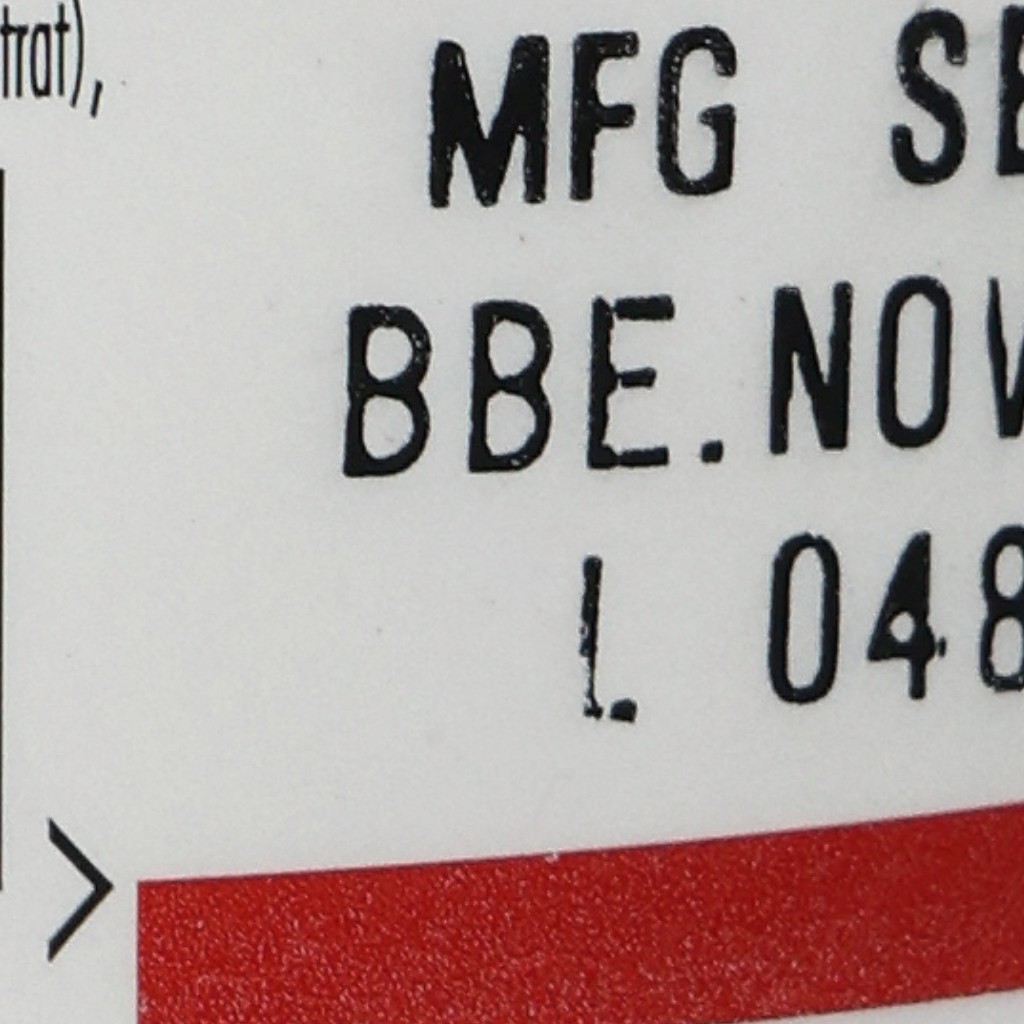 trat),
MFG SE
BBE.NOV
L 048
>